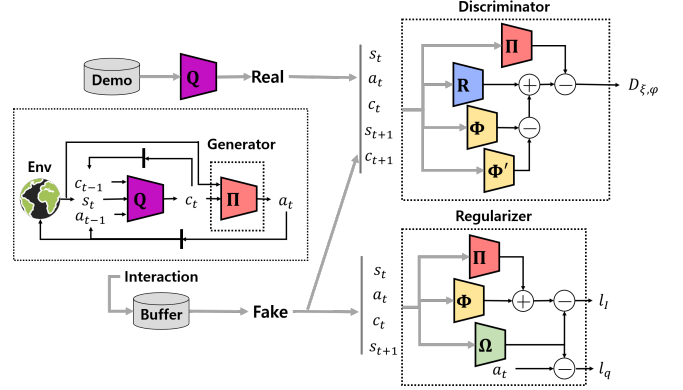 Discriminator
Demo
Q
Real
s_t
a_t
c_t
s_{t+1}
c_{t+1}
Π
R
Φ
Φ′
+
−
−
D_{ξ,φ}
Generator
Env
c_{t−1}
s_t
a_{t−1}
Q
c_t
Π
a_t
Interaction
Buffer
Fake
Regularizer
s_t
a_t
c_t
s_{t+1}
Π
Φ
Ω
+
−
l_I
a_t
−
l_q